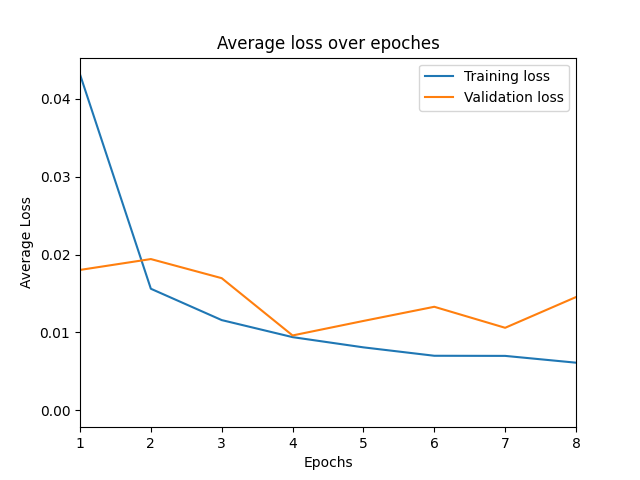 Average loss over epoches
Training loss
Validation loss
Average Loss
0.04
0.03
0.02
0.01
0.00
1 2 3 4 5 6 7 8
Epochs